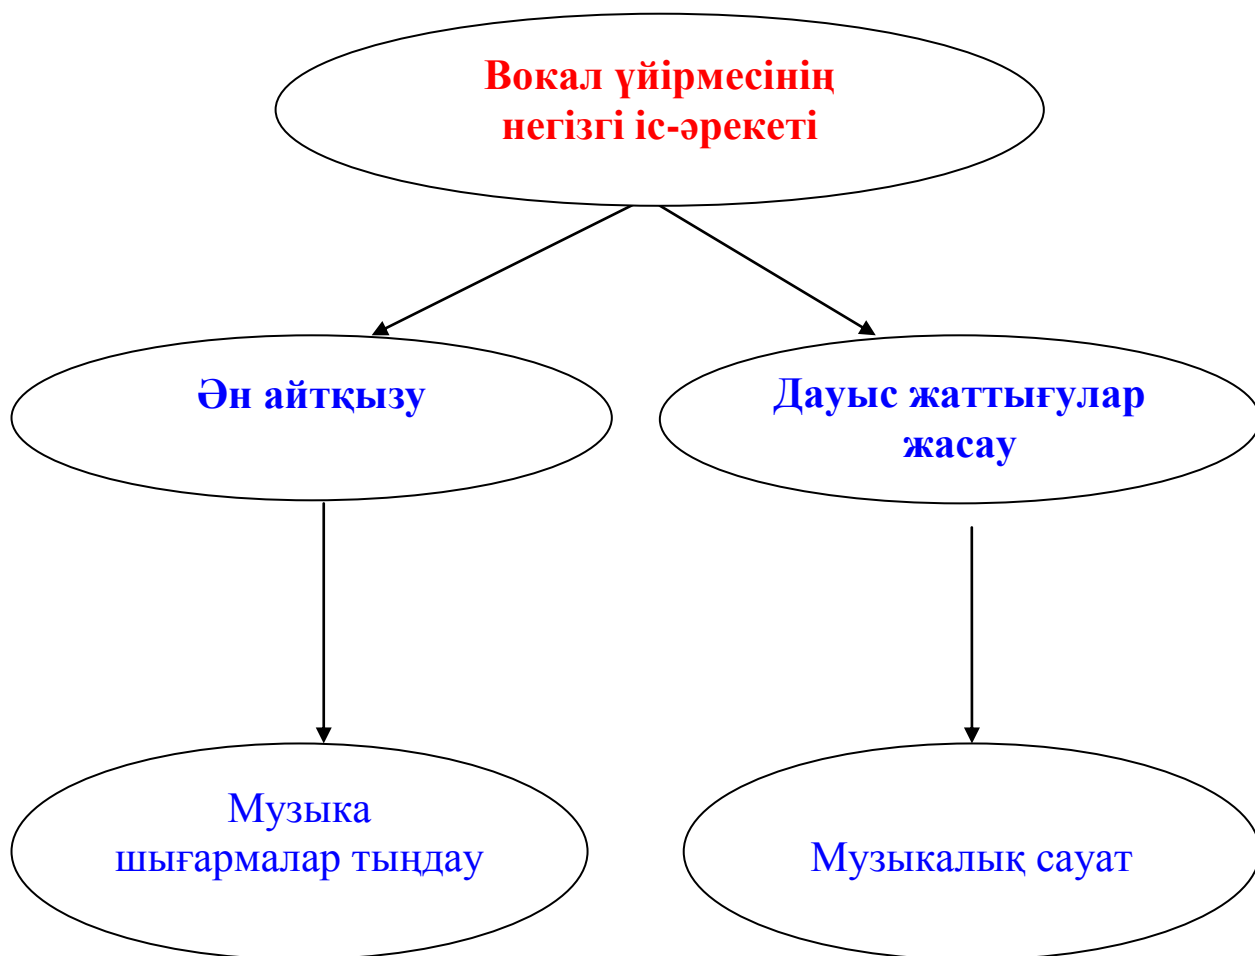 Вокал үйірмесінің
негізгі іс-әрекеті
Ән айтқызу
Дауыс жаттығулар
жасау
Музыка
шығармалар тыңдау
Музыкалық сауат